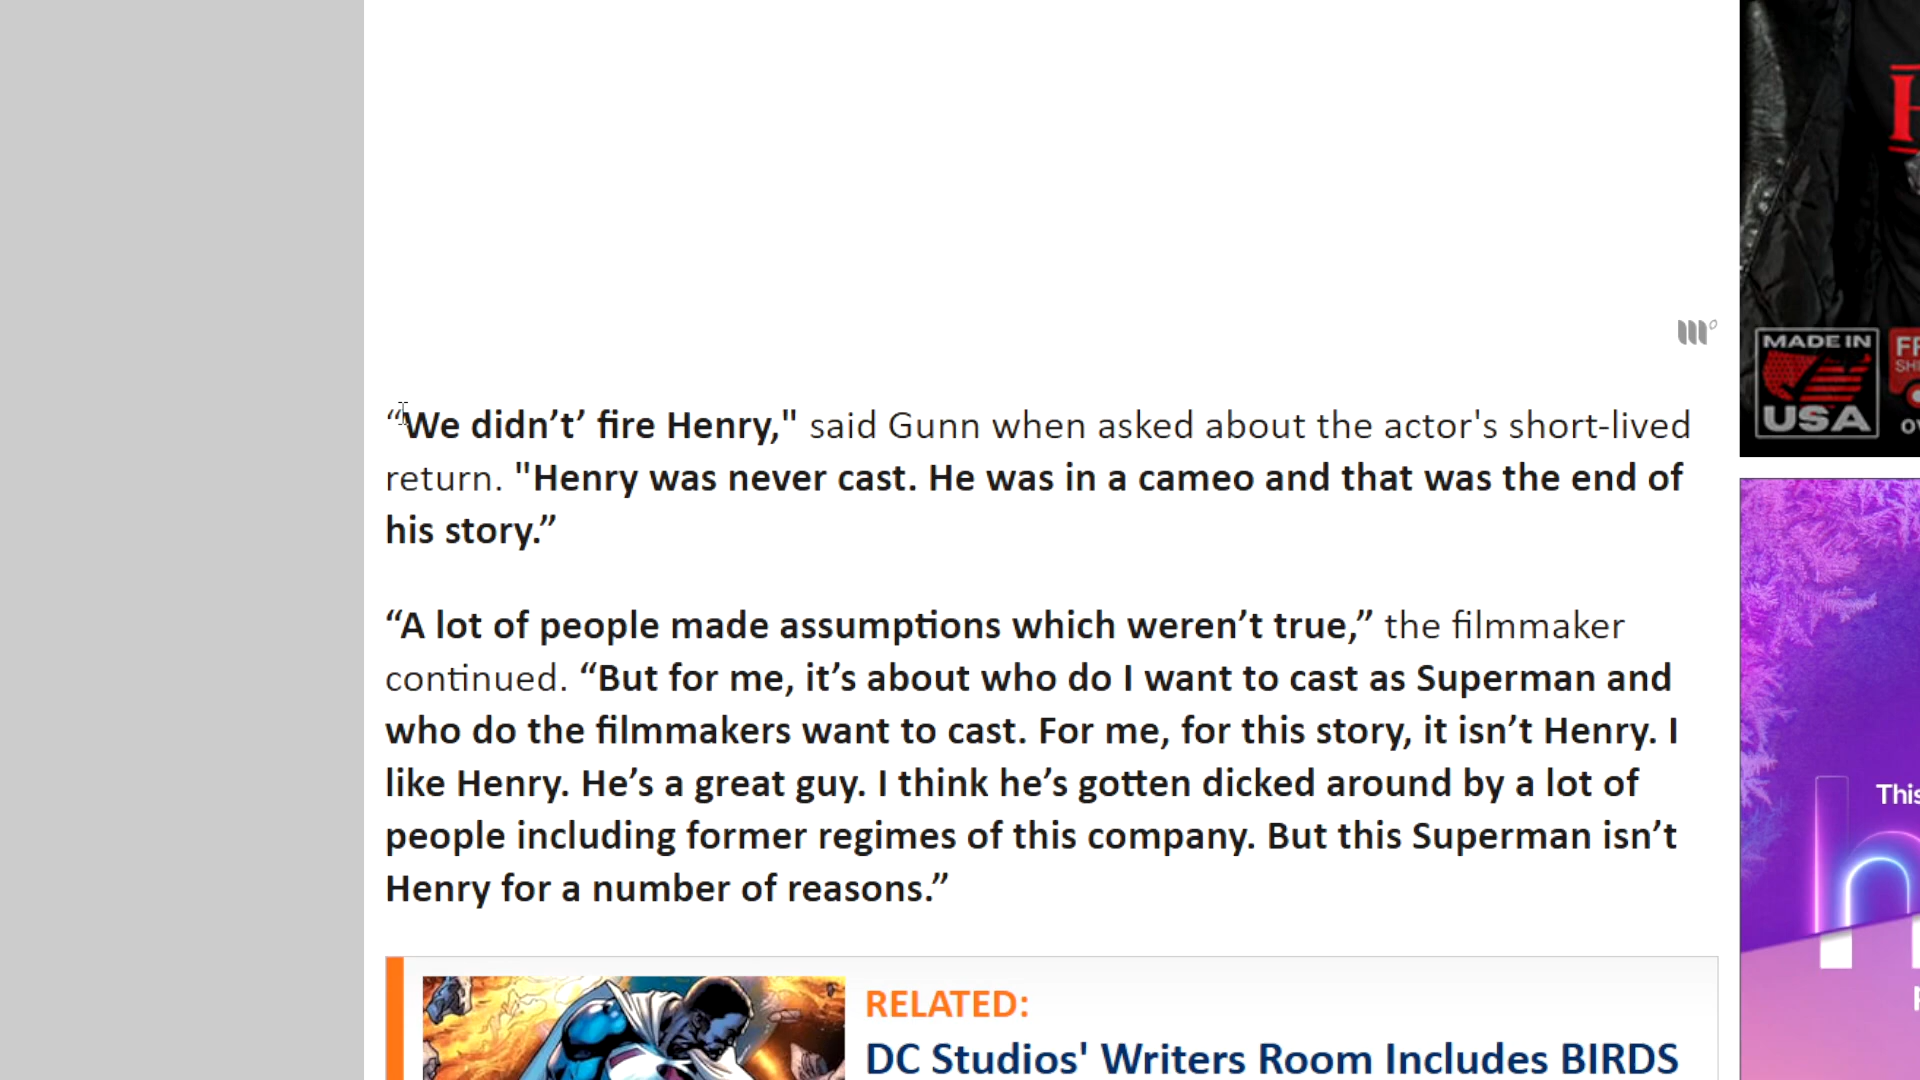 MADE IN
USA
“We didn’t’ fire Henry," said Gunn when asked about the actor's short-lived
return. "Henry was never cast. He was in a cameo and that was the end of
his story.”
“A lot of people made assumptions which weren’t true,” the filmmaker
continued. “But for me, it’s about who do I want to cast as Superman and
who do the filmmakers want to cast. For me, for this story, it isn’t Henry. I
like Henry. He’s a great guy. I think he’s gotten dicked around by a lot of
people including former regimes of this company. But this Superman isn’t
Henry for a number of reasons.”
This
RELATED:
DC Studios' Writers Room Includes BIRDS